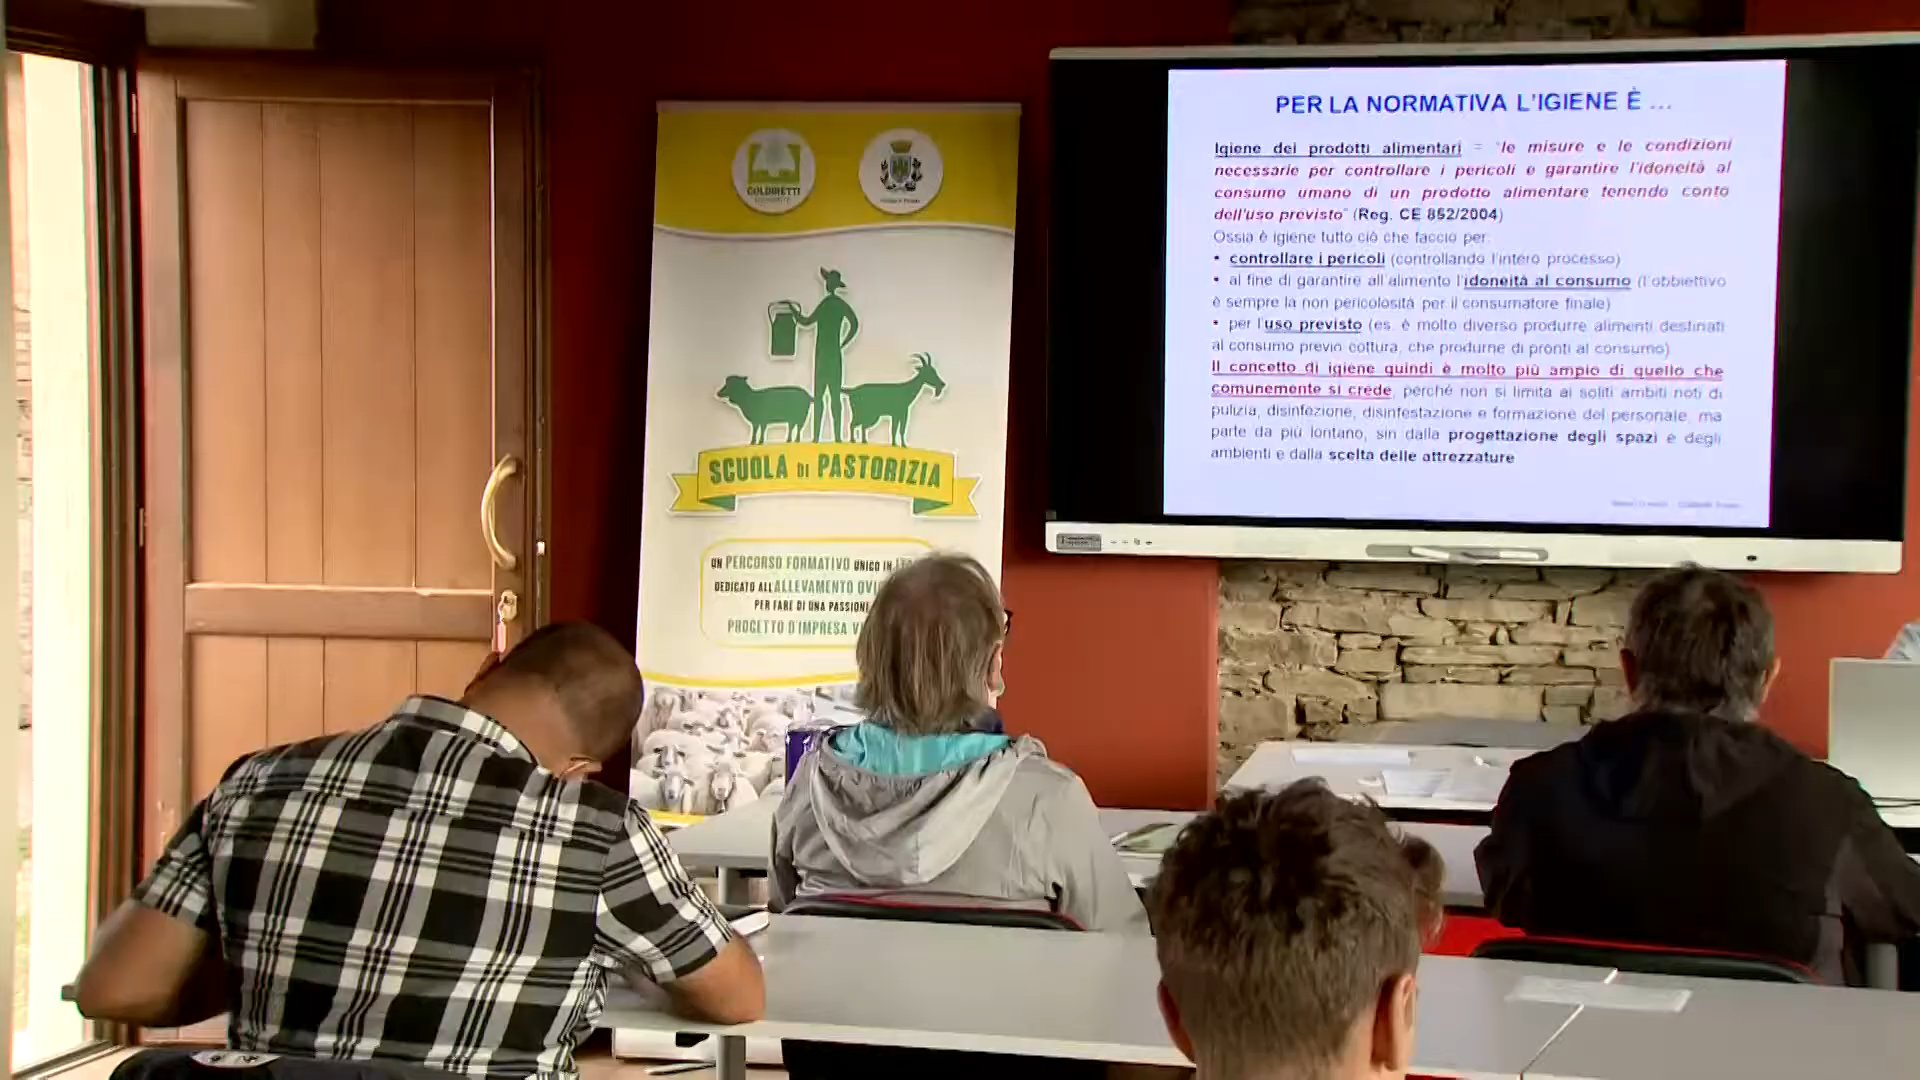 COLDIRETTI
SCUOLA DI PASTORIZIA
UN PERCORSO FORMATIVO UNICO IN
DEDICATO ALL'ALLEVAMENTO
PER FARE DI UNA PASSIONE
PROGETTO D'IMPRESA
PER LA NORMATIVA L'IGIENE È ...
Igiene dei prodotti alimentari = "le misure e le condizioni
necessarie per controllare i pericoli e garantire l'idoneità al
consumo umano di un prodotto alimentare tenendo conto
dell'uso previsto" (Reg. CE 852/2004)
Ossia è igiene tutto ciò che faccio per:
• controllare i pericoli (controllando l'intero processo)
• al fine di garantire all'alimento l'idoneità al consumo (l'obbiettivo
è sempre la non pericolosità per il consumatore finale)
• per l'uso previsto (es. è molto diverso produrre alimenti destinati
al consumo previo cottura, che produrne di pronti al consumo)
Il concetto di igiene quindi è molto più ampio di quello che
comunemente si crede, perché non si limita ai soliti ambiti noti di
pulizia, disinfezione, disinfestazione e formazione del personale, ma
parte da più lontano, sin dalla progettazione degli spazi e degli
ambienti e dalla scelta delle attrezzature